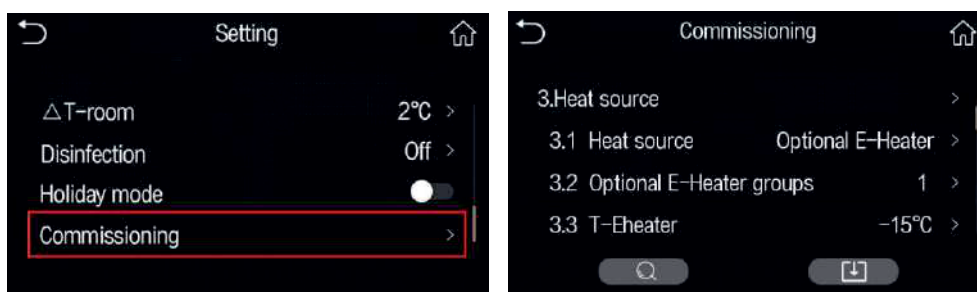 Setting
△T-room 2°C >
Disinfection Off >
Holiday mode
Commissioning >
Commissioning
3.Heat source >
3.1 Heat source Optional E-Heater >
3.2 Optional E-Heater groups 1 >
3.3 T-Eheater -15°C >